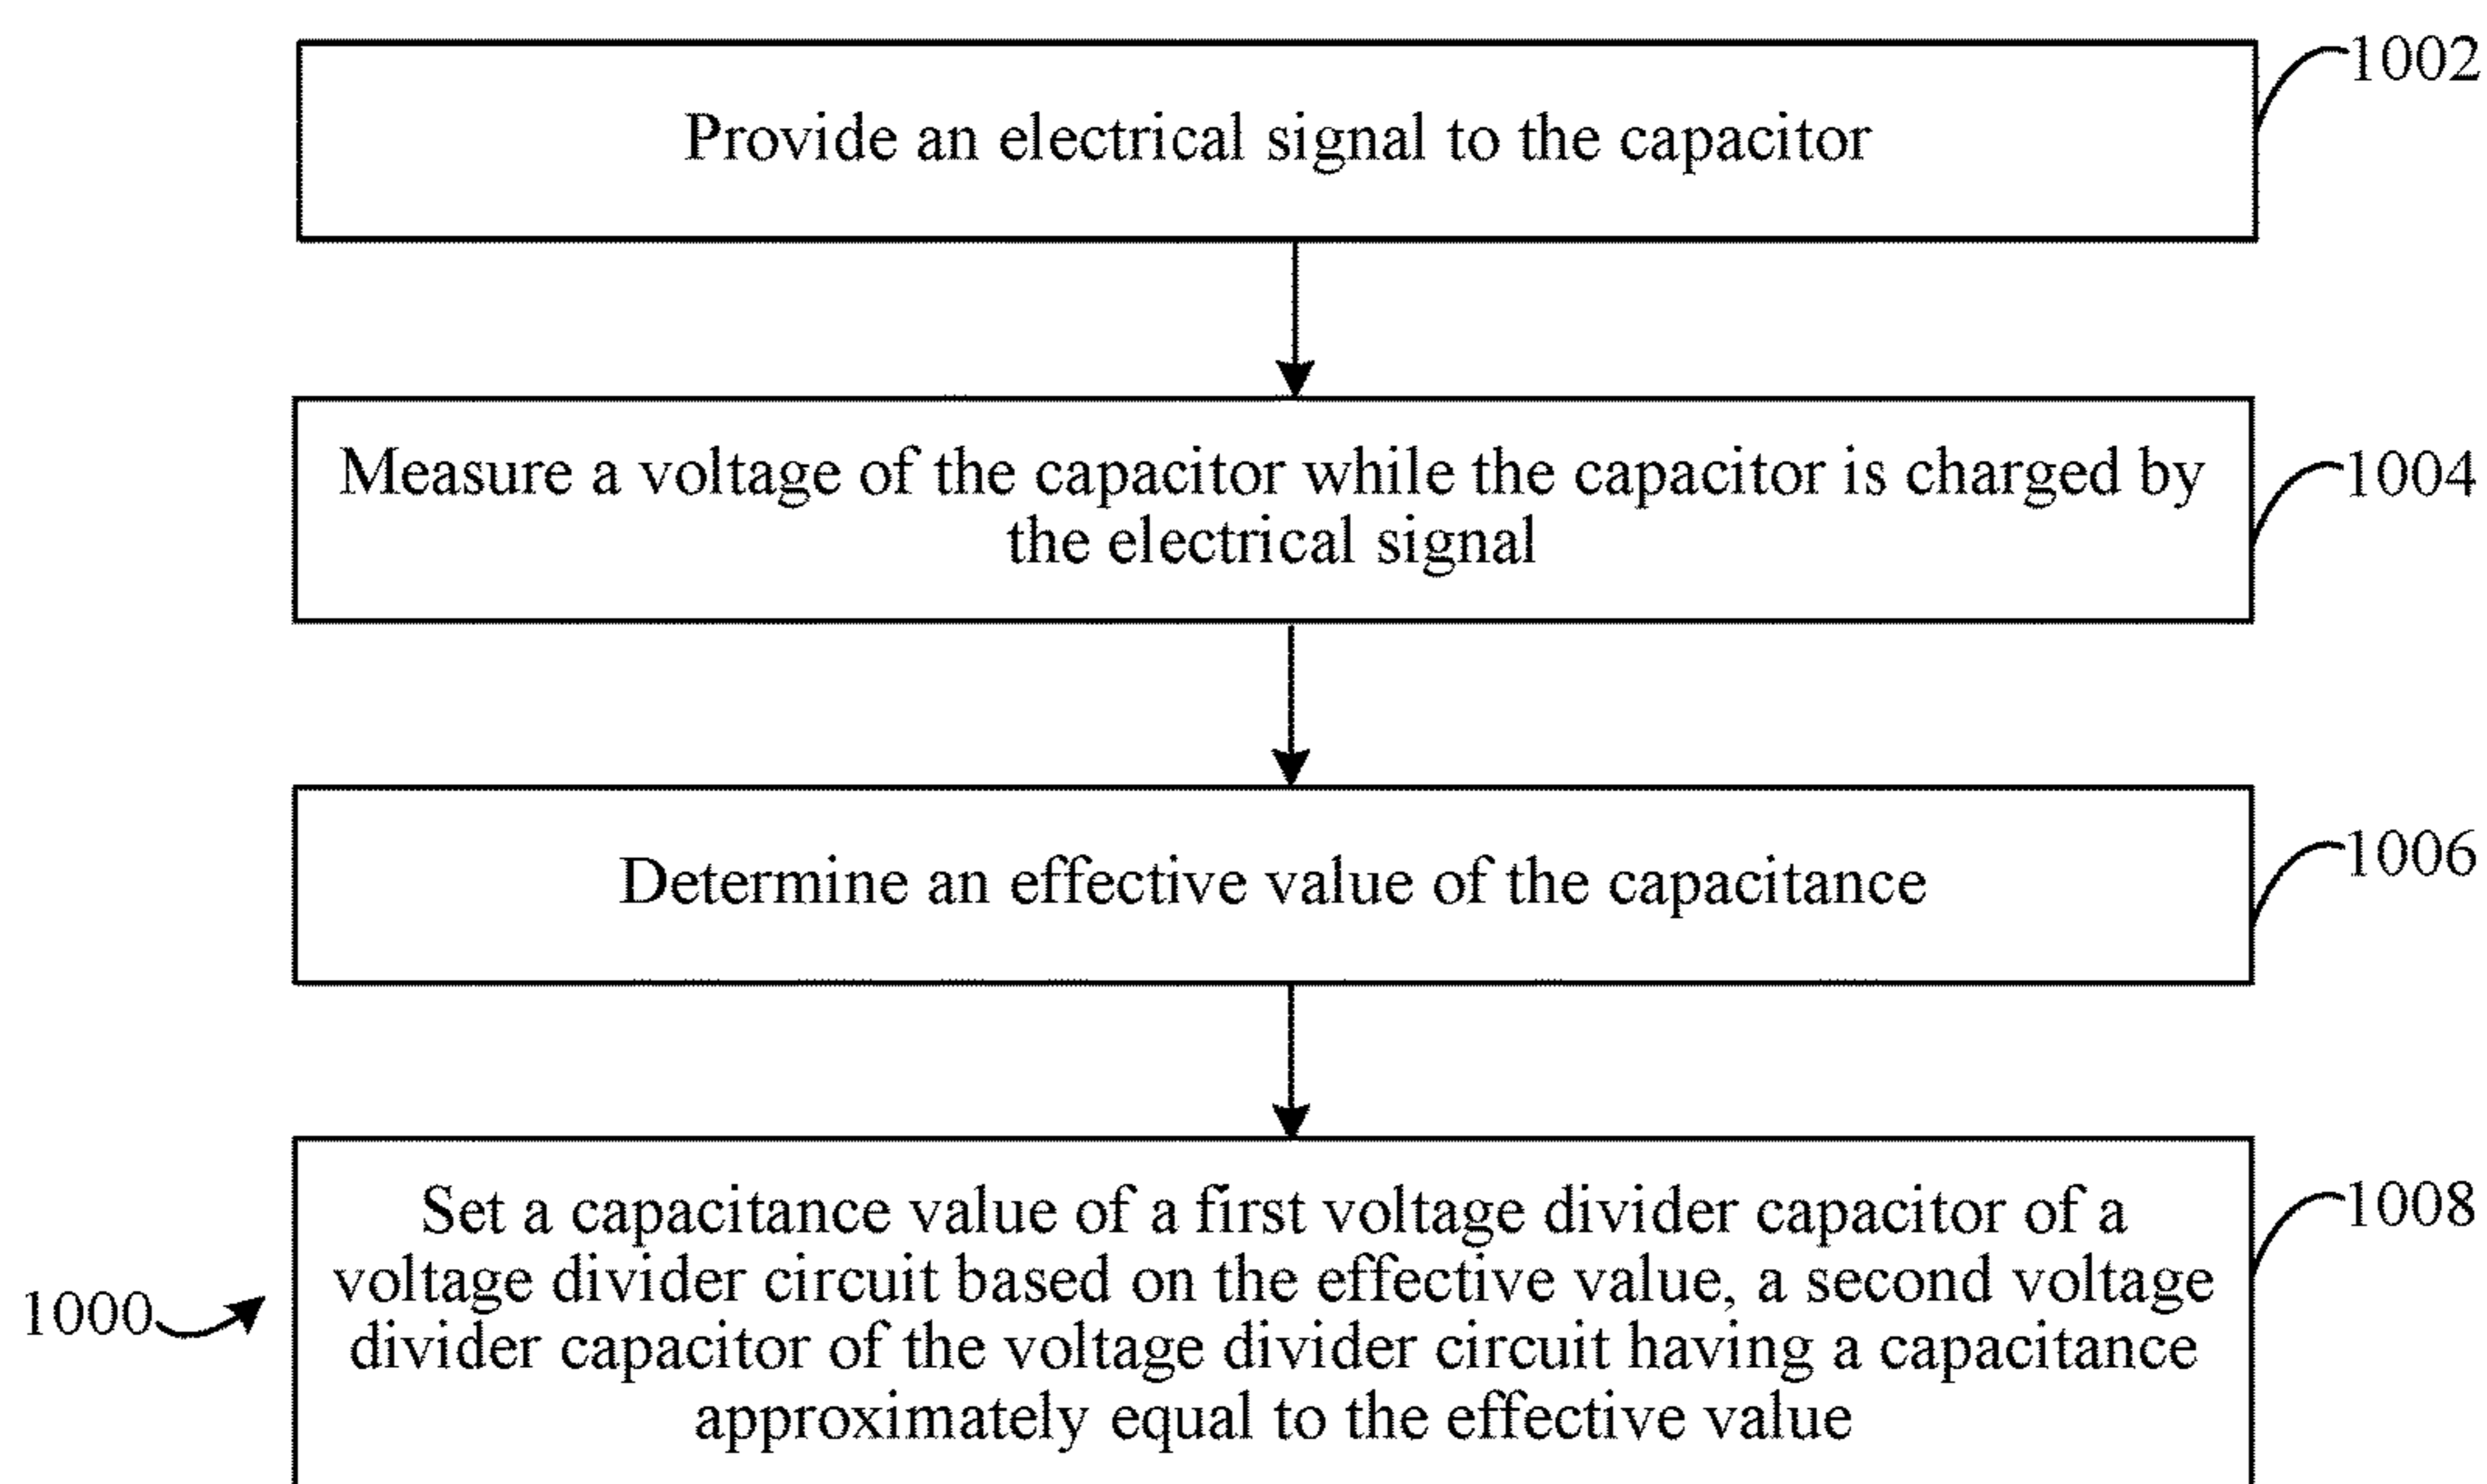 1002
Provide an electrical signal to the capacitor
Measure a voltage of the capacitor while the capacitor is charged by
the electrical signal
1004
Determine an effective value of the capacitance
1006
Set a capacitance value of a first voltage divider capacitor of a
voltage divider circuit based on the effective value, a second voltage
divider capacitor of the voltage divider circuit having a capacitance
approximately equal to the effective value
1008
1000